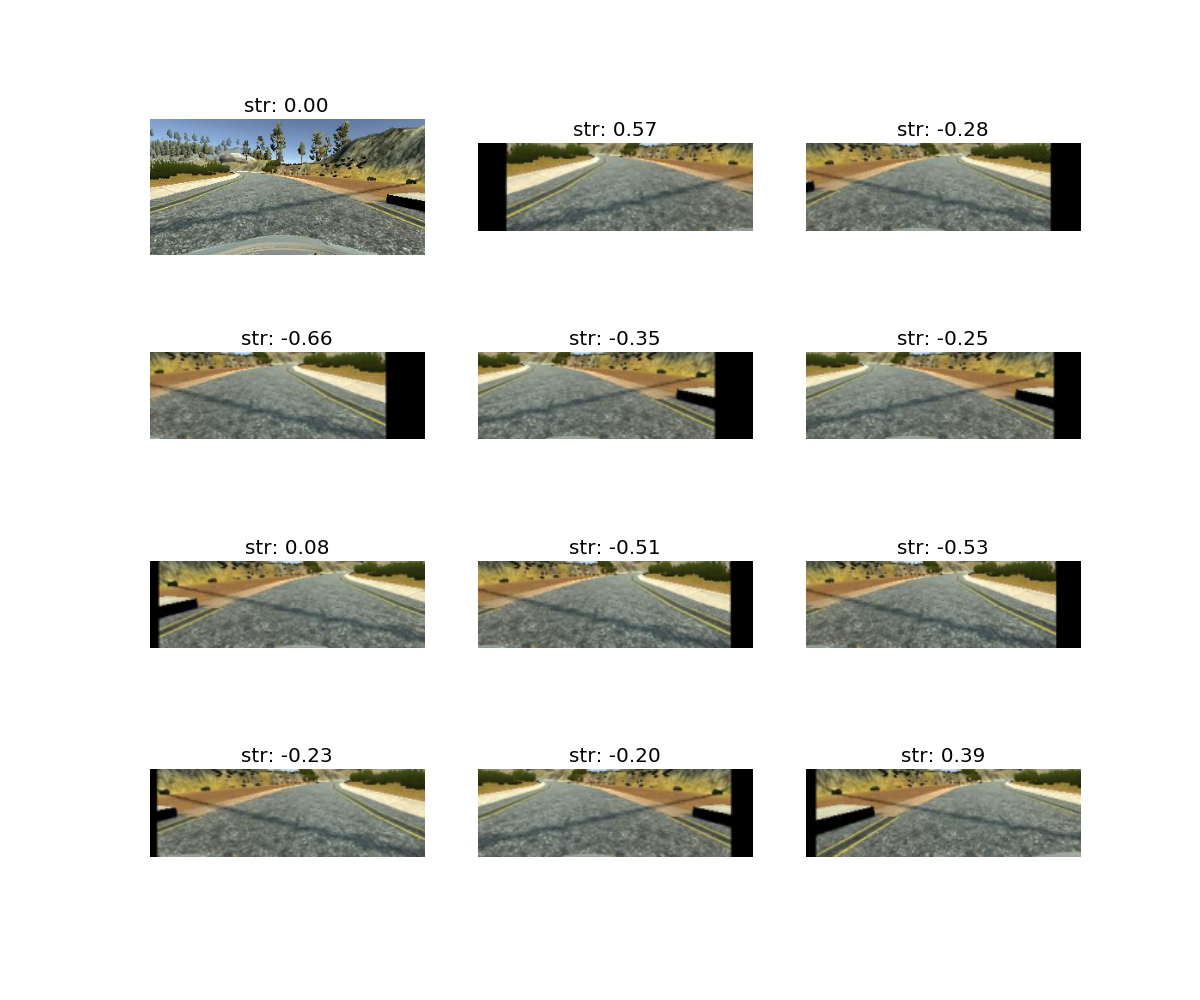 str: 0.00
str: 0.57
str: -0.28
str: -0.66
str: -0.35
str: -0.25
str: 0.08
str: -0.51
str: -0.53
str: -0.23
str: -0.20
str: 0.39